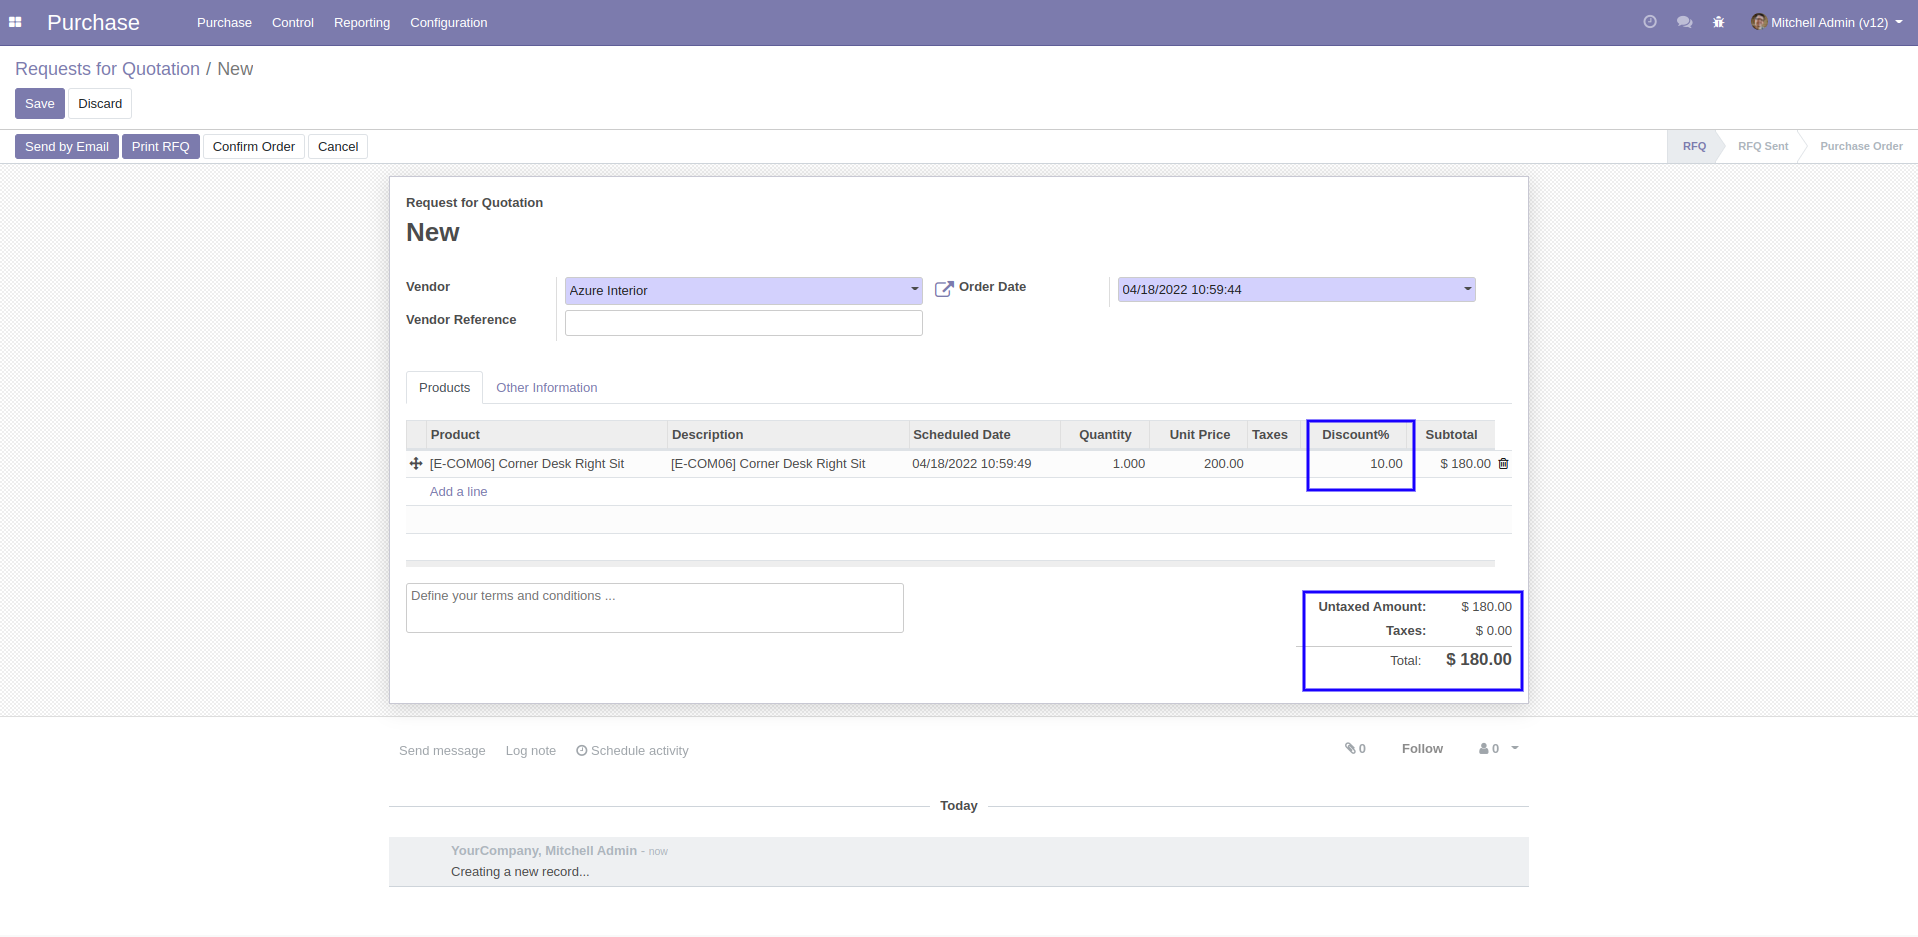 Purchase Purchase Control Reporting Configuration Mitchell Admin (v12)
Requests for Quotation / New
Save Discard
Send by Email Print RFQ Confirm Order Cancel RFQ RFQ Sent Purchase Order
Request for Quotation
New
Vendor Azure Interior Order Date 04/18/2022 10:59:44
Vendor Reference
Products Other Information
Product Description Scheduled Date Quantity Unit Price Taxes Discount% Subtotal
[E-COM06] Corner Desk Right Sit [E-COM06] Corner Desk Right Sit 04/18/2022 10:59:49 1.000 200.00 10.00 $ 180.00
Add a line
Define your terms and conditions ...
Untaxed Amount: $ 180.00
Taxes: $ 0.00
Total: $ 180.00
Send message Log note Schedule activity 0 Follow 0
Today
YourCompany, Mitchell Admin - now
Creating a new record...